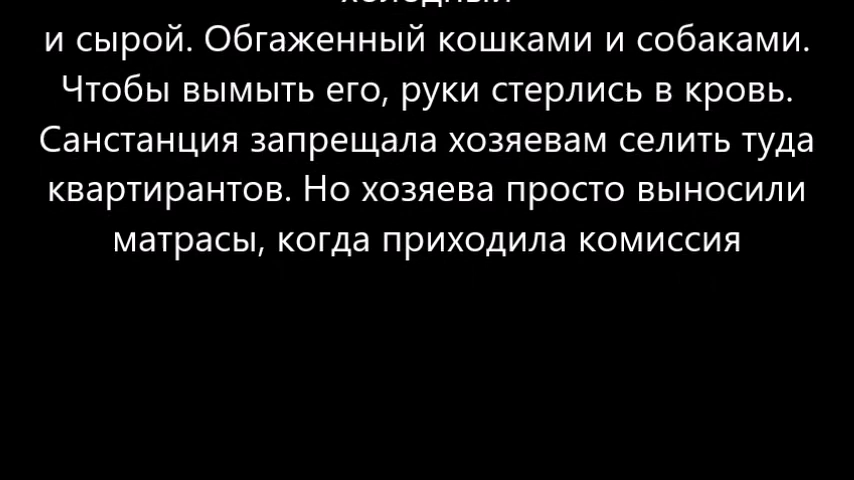 холодный
и сырой. Обгаженный кошками и собаками.
Чтобы вымыть его, руки стерлись в кровь.
Санстанция запрещала хозяевам селить туда
квартирантов. Но хозяева просто выносили
матрасы, когда приходила комиссия